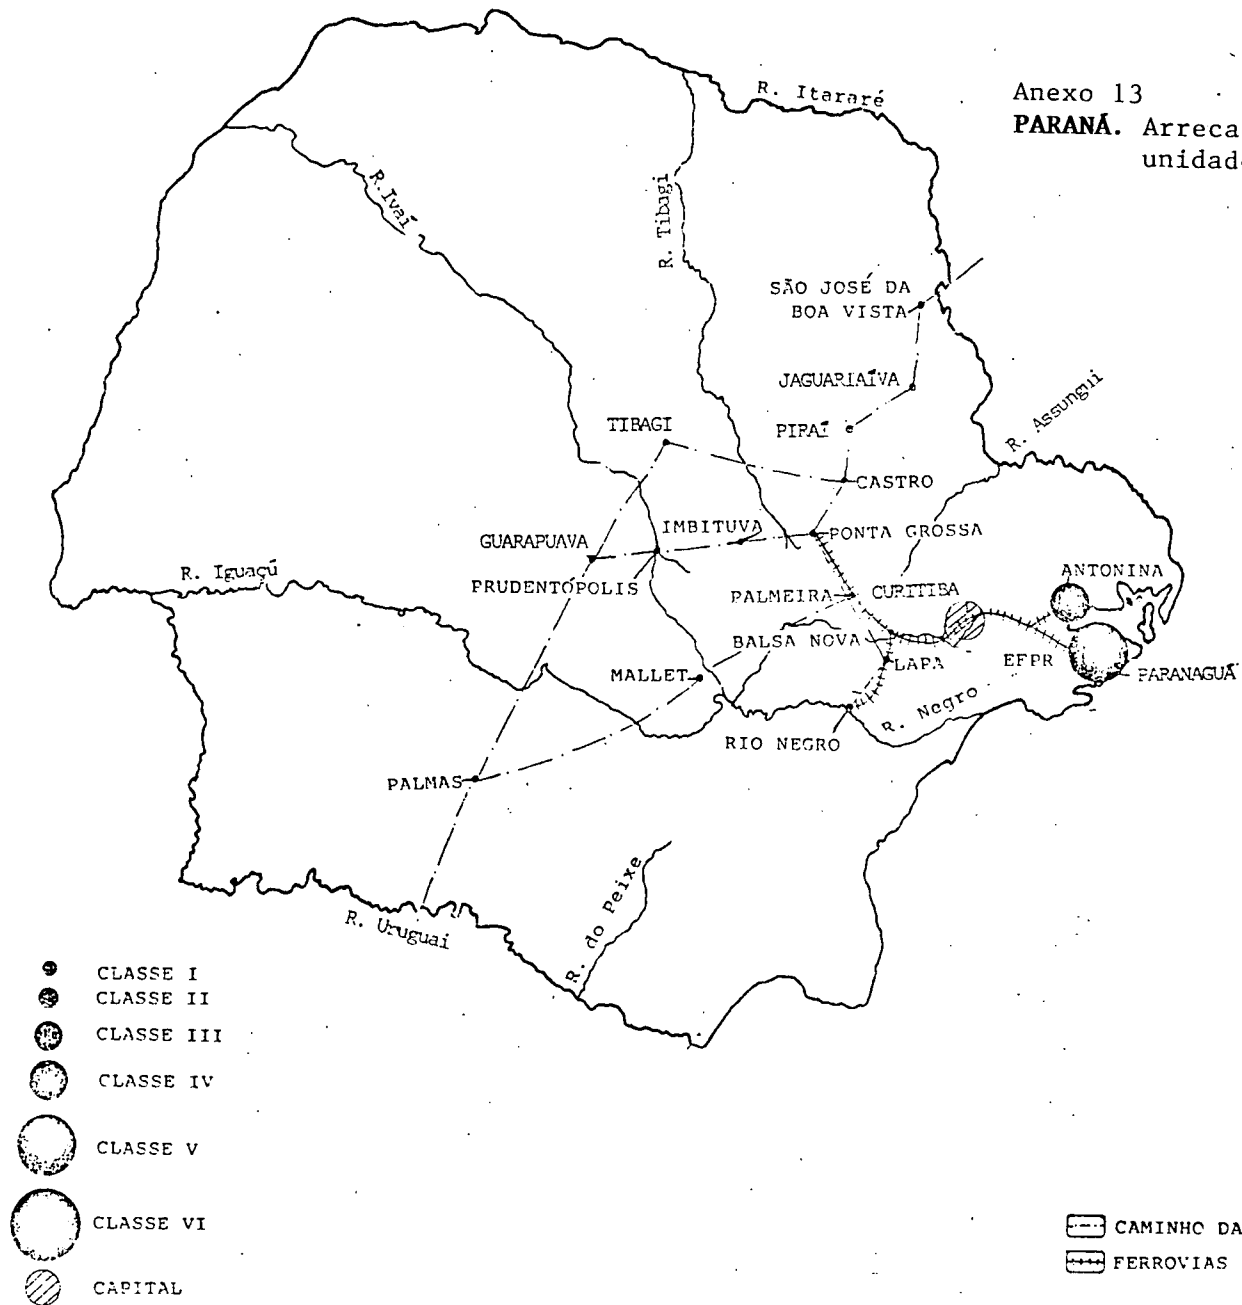 Anexo 13
PARANÁ. Arreca
unidad
R. Itararé
R. Ivaí
R. Tibagi
SÃO JOSÉ DA
BOA VISTA
JAGUARIAÍVA
R. Assungui
TIBAGI
PIRAÍ
CASTRO
IMBITUVA
PONTA GROSSA
GUARAPUAVA
R. Iguaçú
PRUDENTÓPOLIS
PALMEIRA
CURITIBA
ANTONINA
BALSA NOVA
LAPA
EFPR
PARANAGUÁ
MALLET
R. Negro
RIO NEGRO
PALMAS
R. do Peixe
R. Uruguai
CLASSE I
CLASSE II
CLASSE III
CLASSE IV
CLASSE V
CLASSE VI
CAPITAL
CAMINHO DA
FERROVIAS